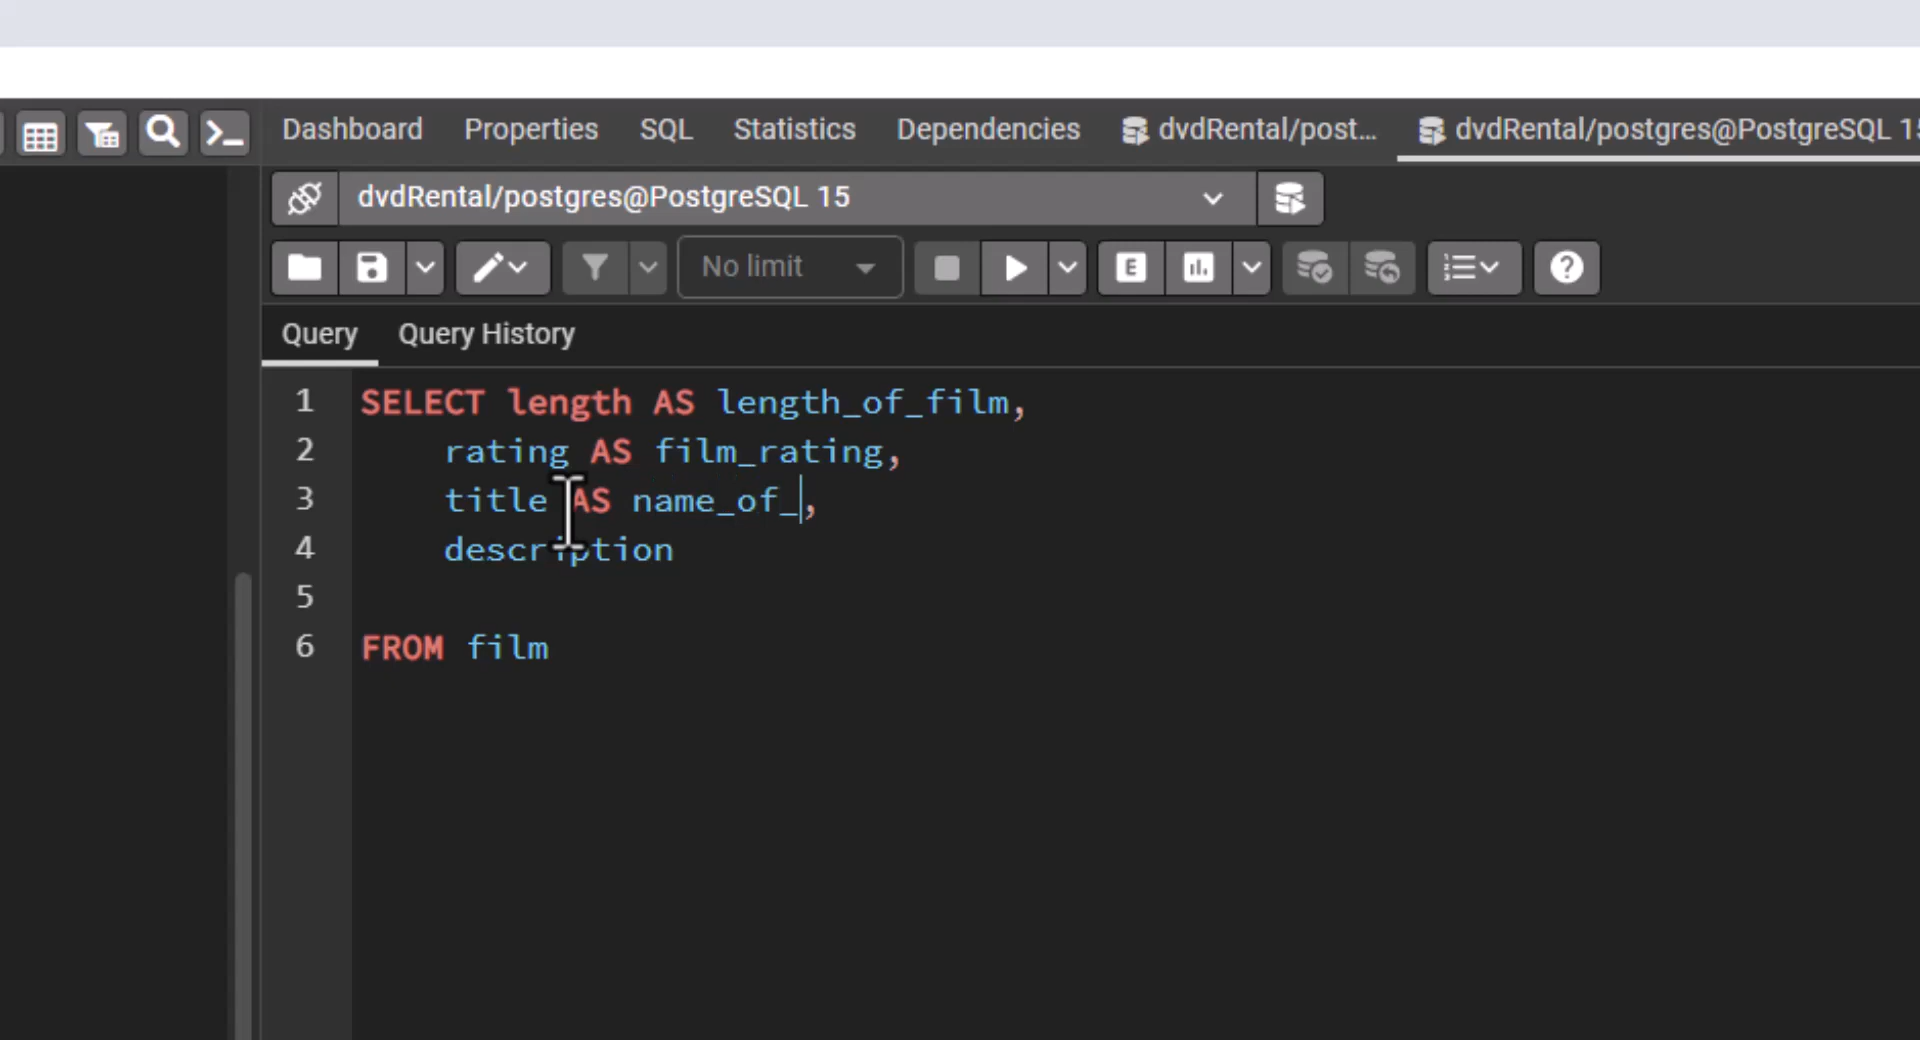 Dashboard Properties SQL Statistics Dependencies dvdRental/post... dvdRental/postgres@PostgreSQL 15
dvdRental/postgres@PostgreSQL 15
No limit E
Query Query History
1 SELECT length AS length_of_film,
2 rating AS film_rating,
3 title AS name_of_,
4 description
5
6 FROM film